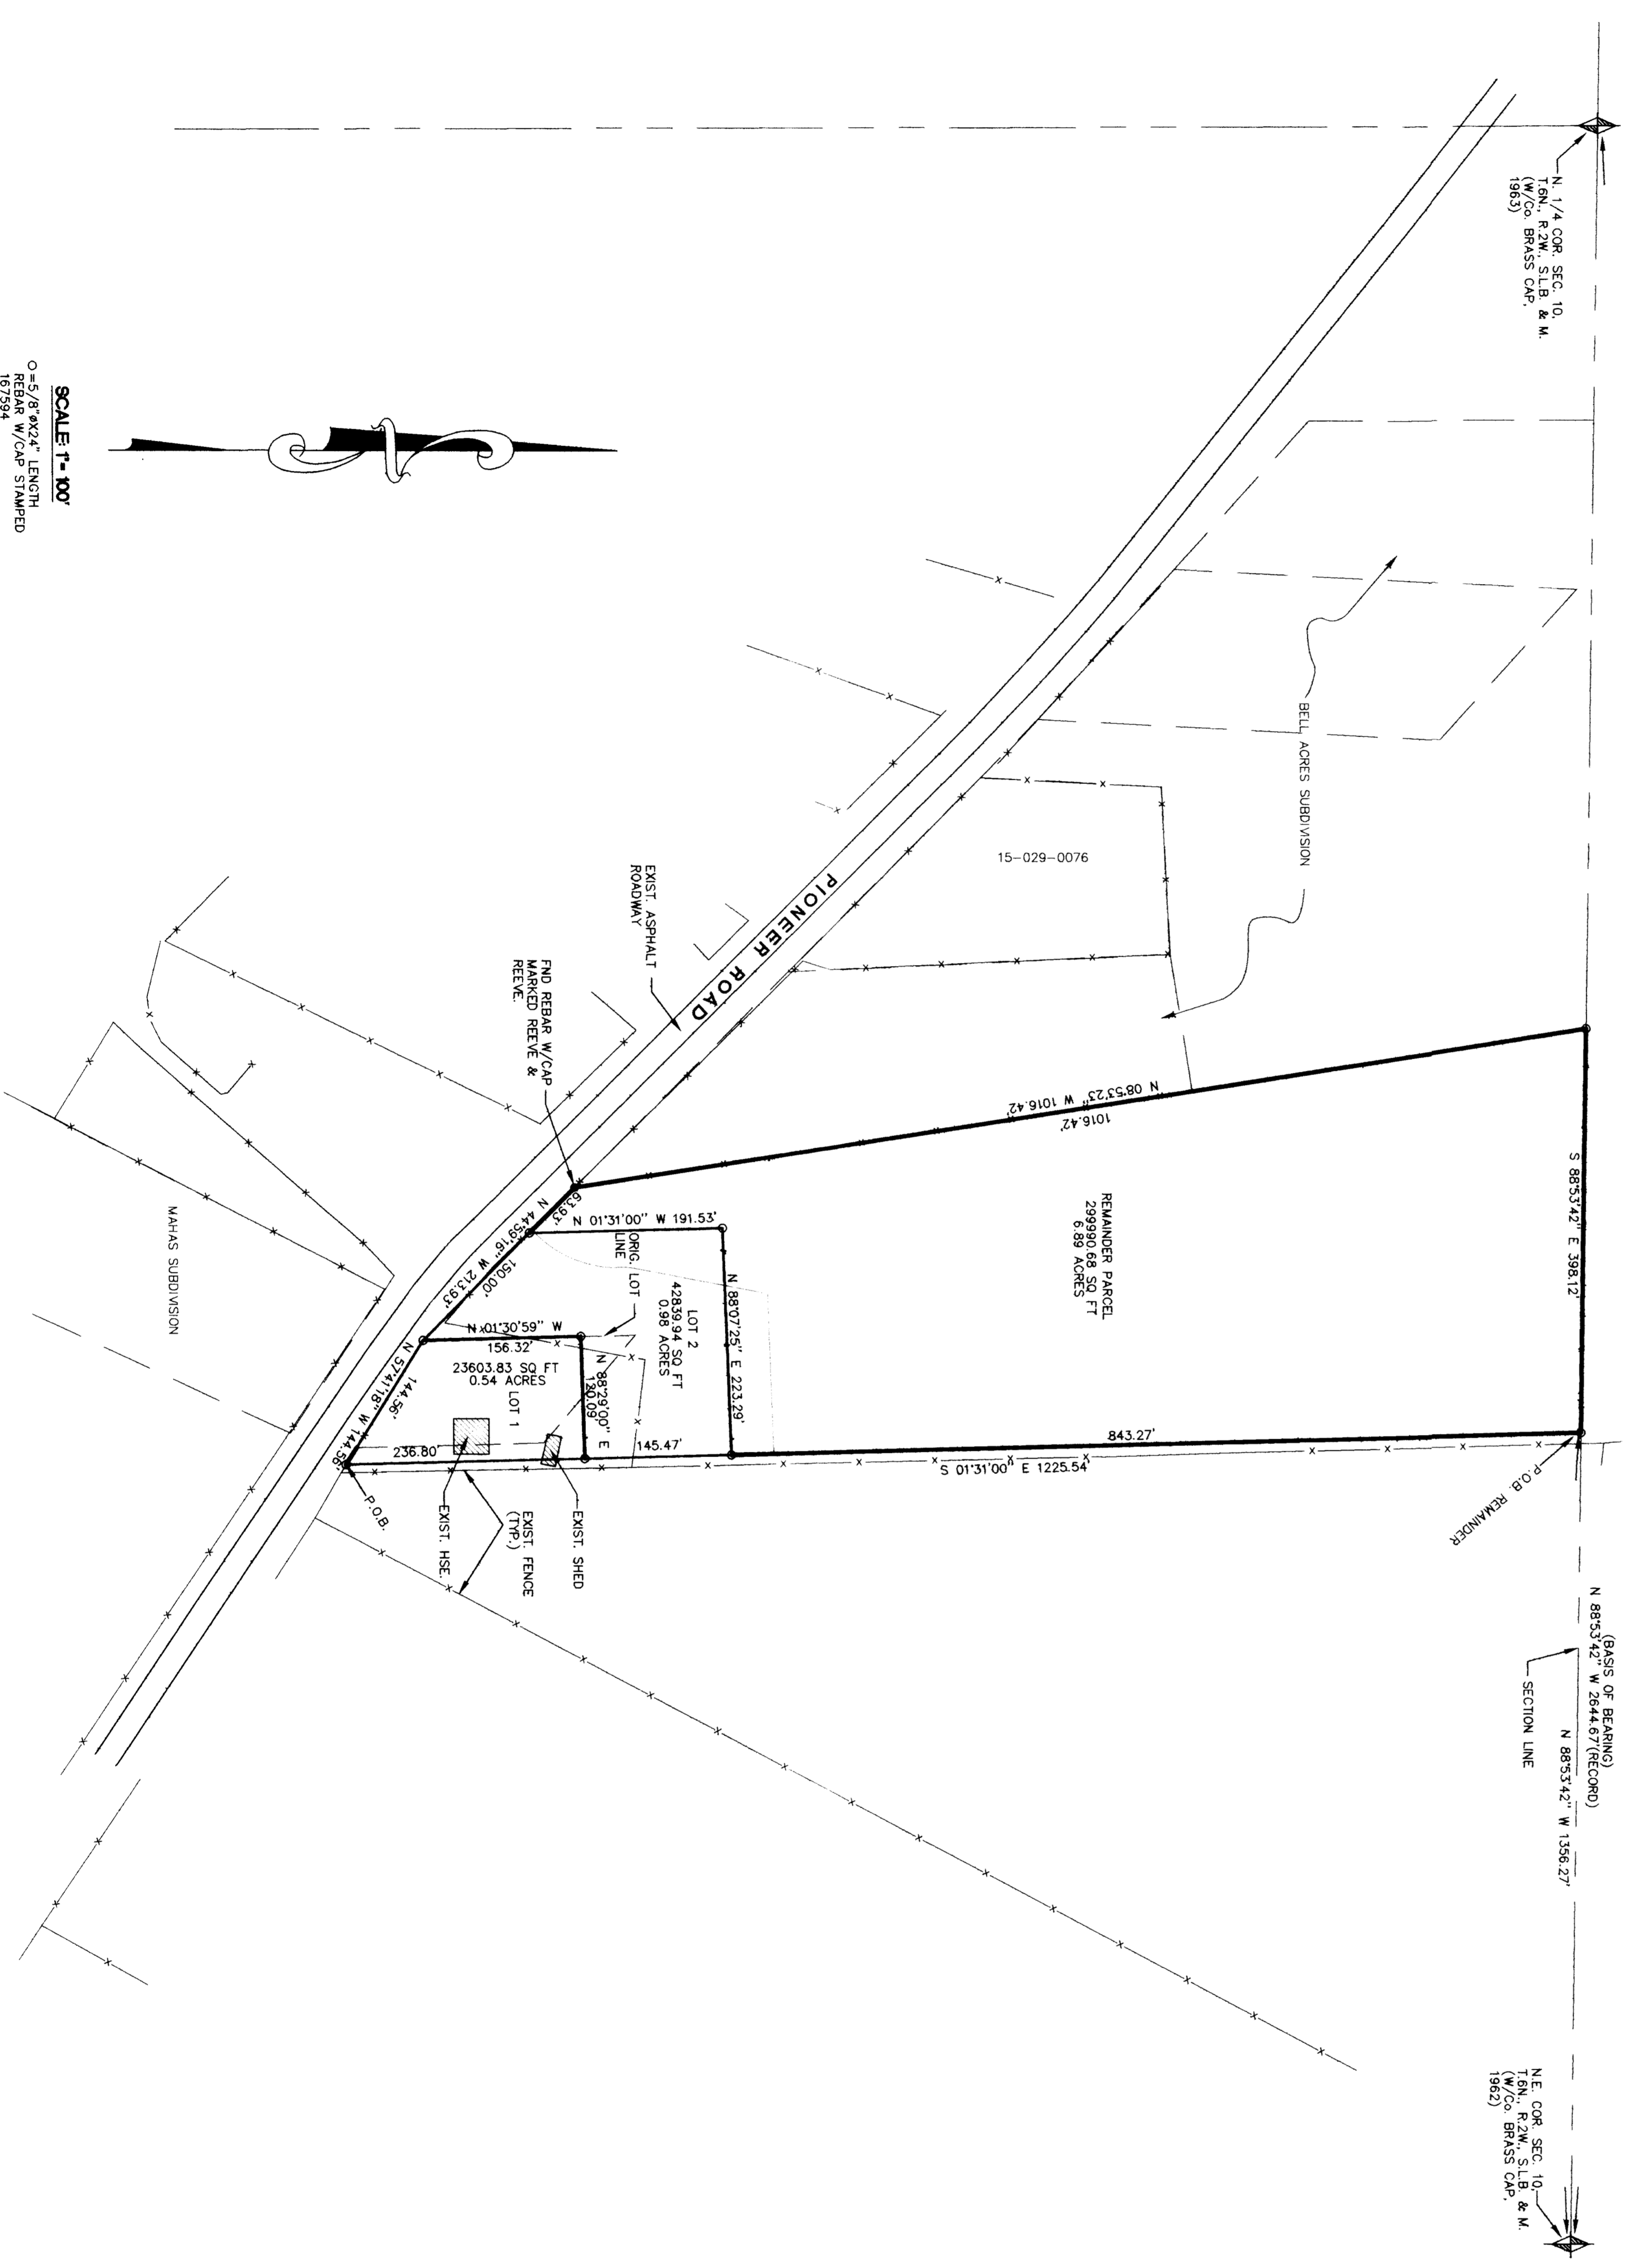 N. 1/4 COR. SEC. 10,
T.6N., R.2W., S.L.B. & M.
(W/Co. BRASS CAP,
1963)
BELL ACRES SUBDIVISION
15-029-0076
PIONEER ROAD
EXIST. ASPHALT
ROADWAY
FND REBAR W/CAP
MARKED REEVE &
REEVE.
N 08°53'23" W 1016.42'
1016.42'
S 88°53'42" E 398.12'
REMAINDER PARCEL
299990.68 SQ FT
6.89 ACRES
63.93'
N 44°59'16" W 213.93'
150.00'
N 01°31'00" W 191.53'
ORIG. LOT
LINE
LOT 2
42839.94 SQ FT
0.98 ACRES
N 88°07'25" E 223.29'
N 01°30'59" W
156.32'
23603.83 SQ FT
0.54 ACRES
LOT 1
N 88°29'00" E
120.09'
N 57°41'18" W 144.56'
144.56'
236.80'
145.47'
843.27'
S 01°31'00" E 1225.54'
P.O.B.
EXIST. HSE.
EXIST. FENCE
(TYP.)
EXIST. SHED
P.O.B. REMAINDER
MAHAS SUBDIVISION
(BASIS OF BEARING)
N 88°53'42" W 2644.67'(RECORD)
N 88°53'42" W 1356.27'
SECTION LINE
N.E. COR. SEC. 10,
T.6N., R.2W., S.L.B. & M.
(W/Co. BRASS CAP,
1962)
SCALE: 1"= 100'
O=5/8"øX24" LENGTH
REBAR W/CAP STAMPED
167594